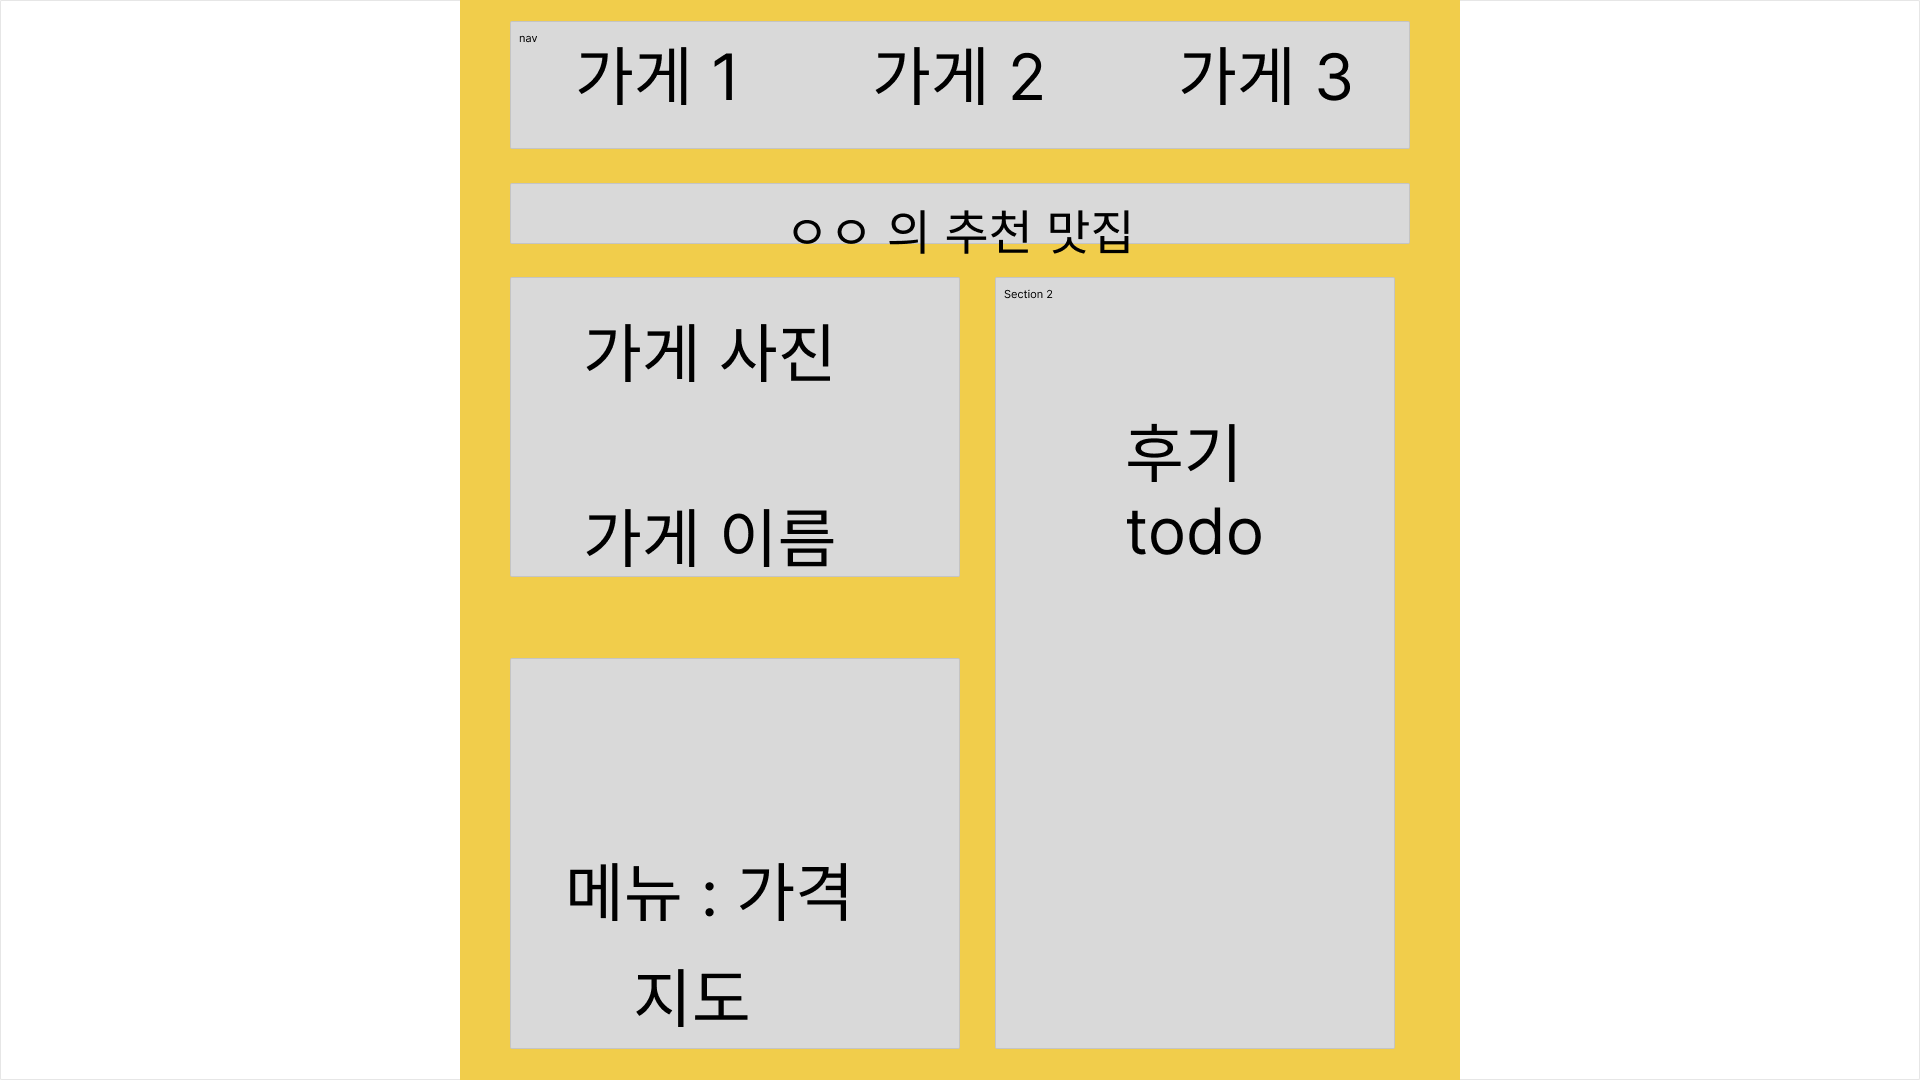 nav
가게 1 가게 2 가게 3
ㅇㅇ 의 추천 맛집
가게 사진
가게 이름
메뉴 : 가격
지도
Section 2
후기
todo